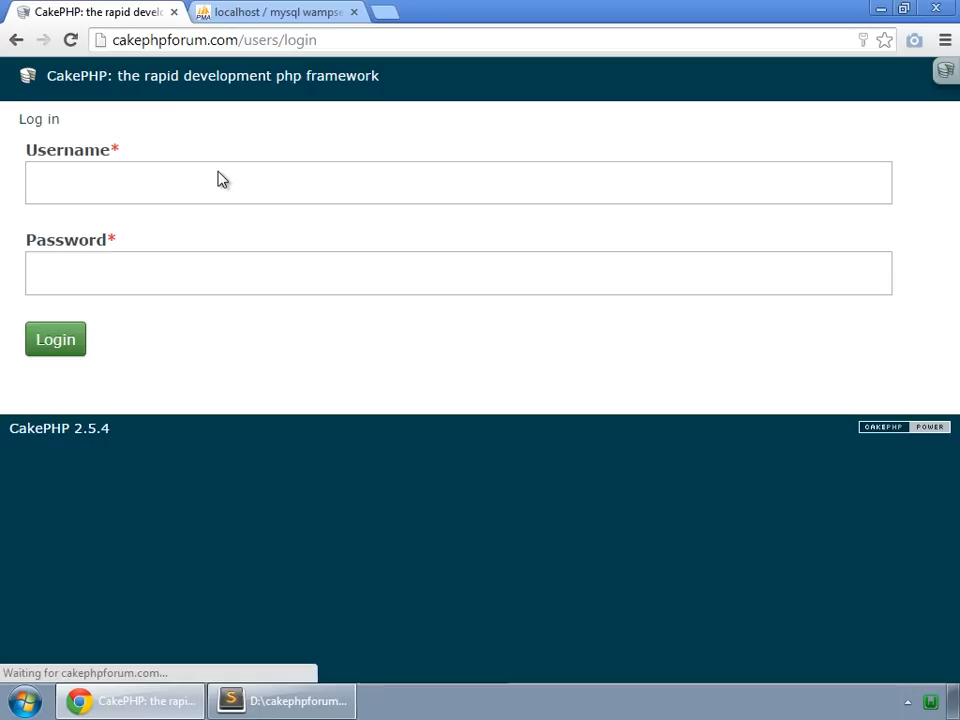 CakePHP: the rapid develo
localhost / mysql wampse
cakephpforum.com/users/login
CakePHP: the rapid development php framework
Log in
Username*
Password*
Login
CakePHP 2.5.4
CAKEPHP POWER
Waiting for cakephpforum.com...
CakePHP: the rapi...
D:\cakephpforum...